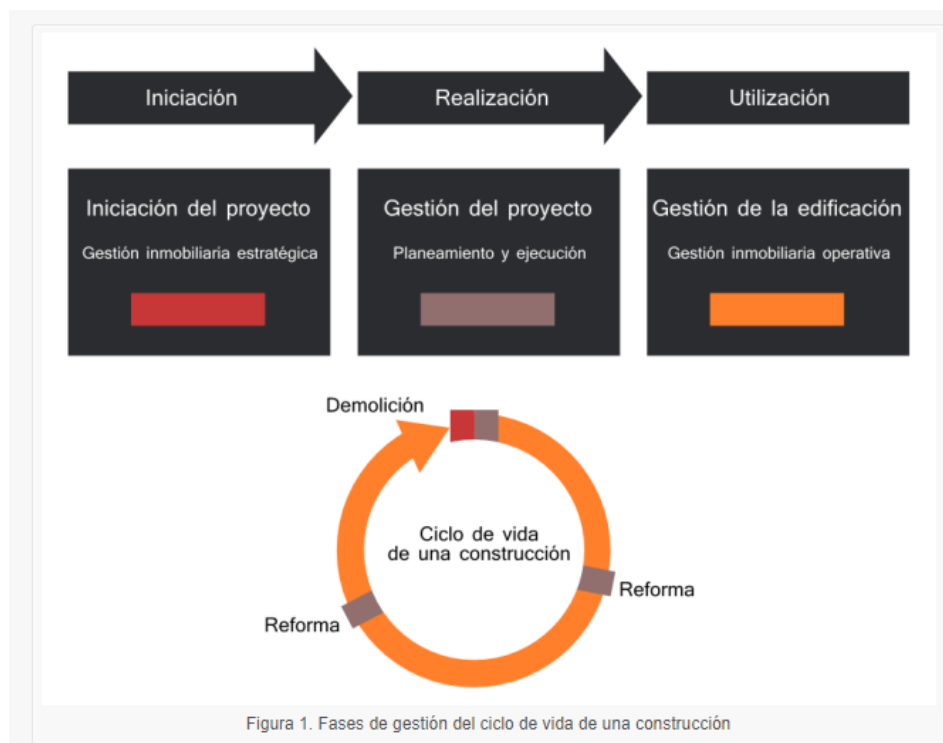 Iniciación
Realización
Utilización
Iniciación del proyecto
Gestión inmobiliaria estratégica
Gestión del proyecto
Planeamiento y ejecución
Gestión de la edificación
Gestión inmobiliaria operativa
Demolición
Ciclo de vida
de una construcción
Reforma
Reforma
Figura 1. Fases de gestión del ciclo de vida de una construcción